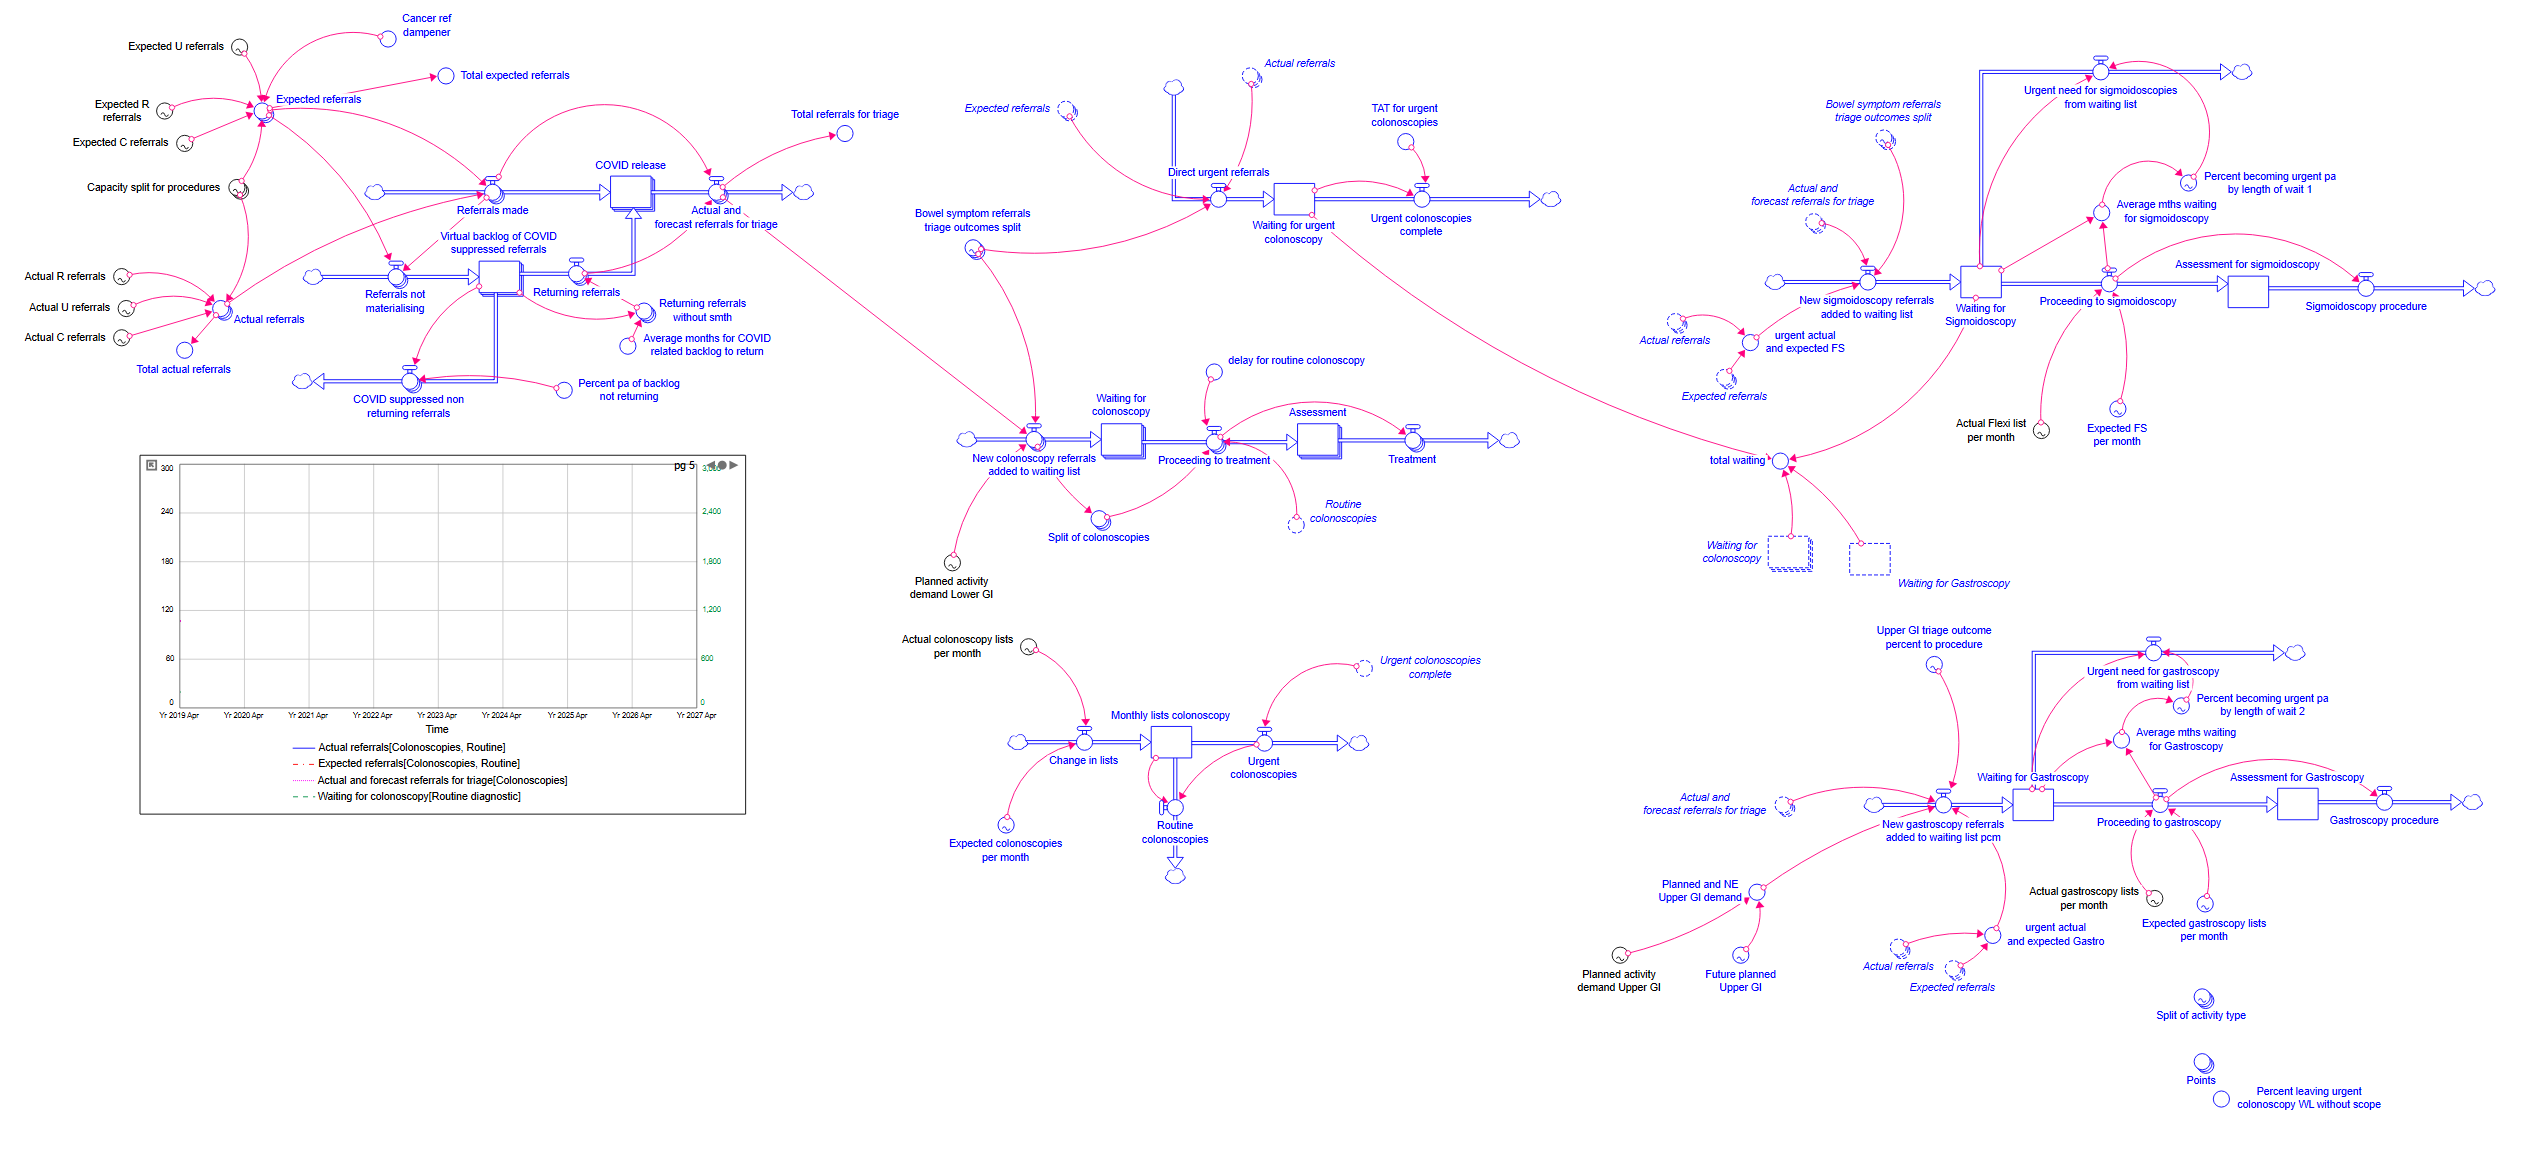 Cancer ref
dampener
Expected U referrals
Total expected referrals
Expected R
referrals
Expected referrals
Expected C referrals
Total referrals for triage
Capacity split for procedures
COVID release
Referrals made
Actual and
forecast referrals for triage
Virtual backlog of COVID
suppressed referrals
Actual R referrals
Referrals not
materialising
Returning referrals
Actual U referrals
Actual referrals
Returning referrals
without smth
Actual C referrals
Average months for COVID
related backlog to return
Total actual referrals
COVID suppressed non
returning referrals
Percent pa of backlog
not returning
Actual referrals
Expected referrals
TAT for urgent
colonoscopies
Direct urgent referrals
Bowel symptom referrals
triage outcomes split
Waiting for urgent
colonoscopy
Urgent colonoscopies
complete
delay for routine colonoscopy
Waiting for
colonoscopy
Assessment
New colonoscopy referrals
added to waiting list
Proceeding to treatment
Treatment
Routine
colonoscopies
Split of colonoscopies
Planned activity
demand Lower GI
Urgent need for sigmoidoscopies
from waiting list
Bowel symptom referrals
triage outcomes split
Percent becoming urgent pa
by length of wait 1
Actual and
forecast referrals for triage
Average mths waiting
for sigmoidoscopy
Assessment for sigmoidoscopy
New sigmoidoscopy referrals
added to waiting list
Waiting for
Sigmoidoscopy
Proceeding to sigmoidoscopy
Sigmoidoscopy procedure
Actual referrals
urgent actual
and expected FS
Expected referrals
Actual Flexi list
per month
Expected FS
per month
total waiting
Waiting for
colonoscopy
Waiting for Gastroscopy
pg 5
300
240
180
120
60
0
3,000
2,400
1,800
1,200
600
0
Yr 2019 Apr
Yr 2020 Apr
Yr 2021 Apr
Yr 2022 Apr
Yr 2023 Apr
Yr 2024 Apr
Yr 2025 Apr
Yr 2026 Apr
Yr 2027 Apr
Time
Actual referrals[Colonoscopies, Routine]
Expected referrals[Colonoscopies, Routine]
Actual and forecast referrals for triage[Colonoscopies]
Waiting for colonoscopy[Routine diagnostic]
Actual colonoscopy lists
per month
Urgent colonoscopies
complete
Monthly lists colonoscopy
Change in lists
Urgent
colonoscopies
Routine
colonoscopies
Expected colonoscopies
per month
Upper GI triage outcome
percent to procedure
Urgent need for gastroscopy
from waiting list
Percent becoming urgent pa
by length of wait 2
Average mths waiting
for Gastroscopy
Waiting for Gastroscopy
Assessment for Gastroscopy
Actual and
forecast referrals for triage
New gastroscopy referrals
added to waiting list pcm
Proceeding to gastroscopy
Gastroscopy procedure
Planned and NE
Upper GI demand
Actual gastroscopy lists
per month
Expected gastroscopy lists
per month
urgent actual
and expected Gastro
Planned activity
demand Upper GI
Future planned
Upper GI
Actual referrals
Expected referrals
Split of activity type
Points
Percent leaving urgent
colonoscopy WL without scope